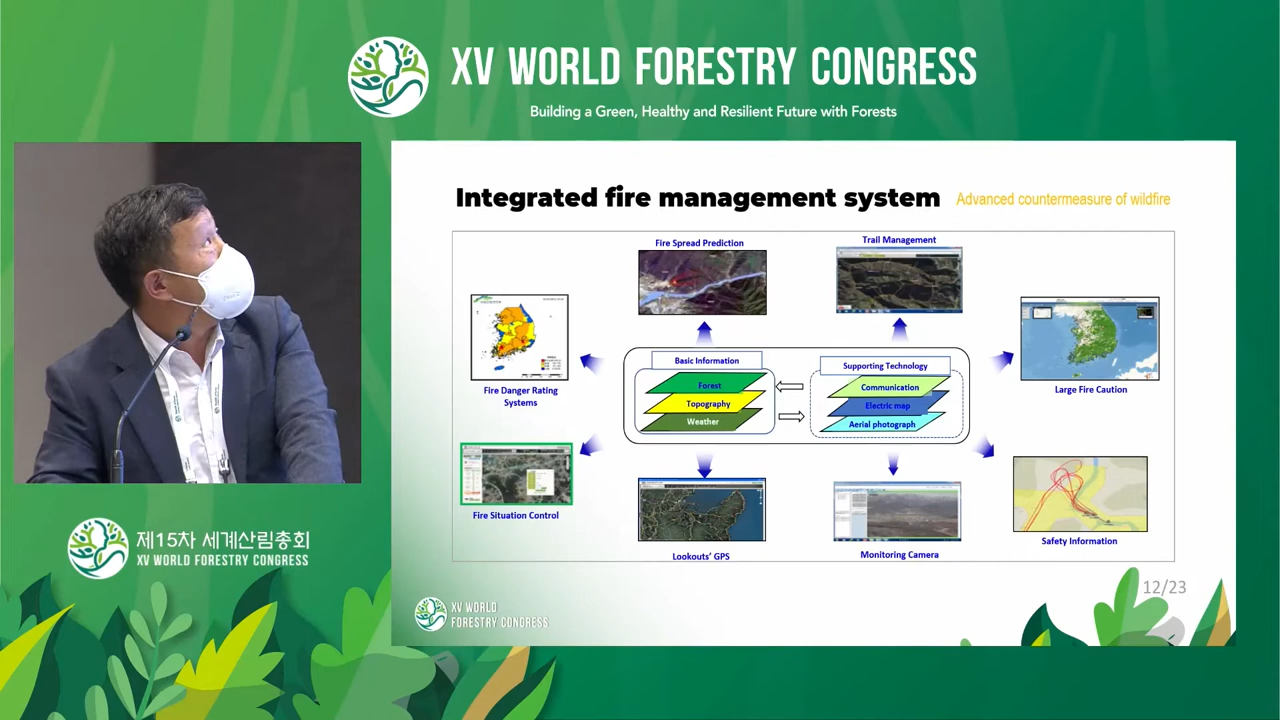 XV WORLD FORESTRY CONGRESS
Building a Green, Healthy and Resilient Future with Forests
Integrated fire management system
Advanced countermeasure of wildfire
Fire Spread Prediction
Trail Management
Fire Danger Rating
Systems
Large Fire Caution
Basic Information
Forest
Topography
Weather
Supporting Technology
Communication
Electric map
Aerial photograph
Fire Situation Control
Lookouts' GPS
Monitoring Camera
Safety Information
12/23
XV WORLD
FORESTRY CONGRESS
제15차 세계산림총회
XV WORLD FORESTRY CONGRESS